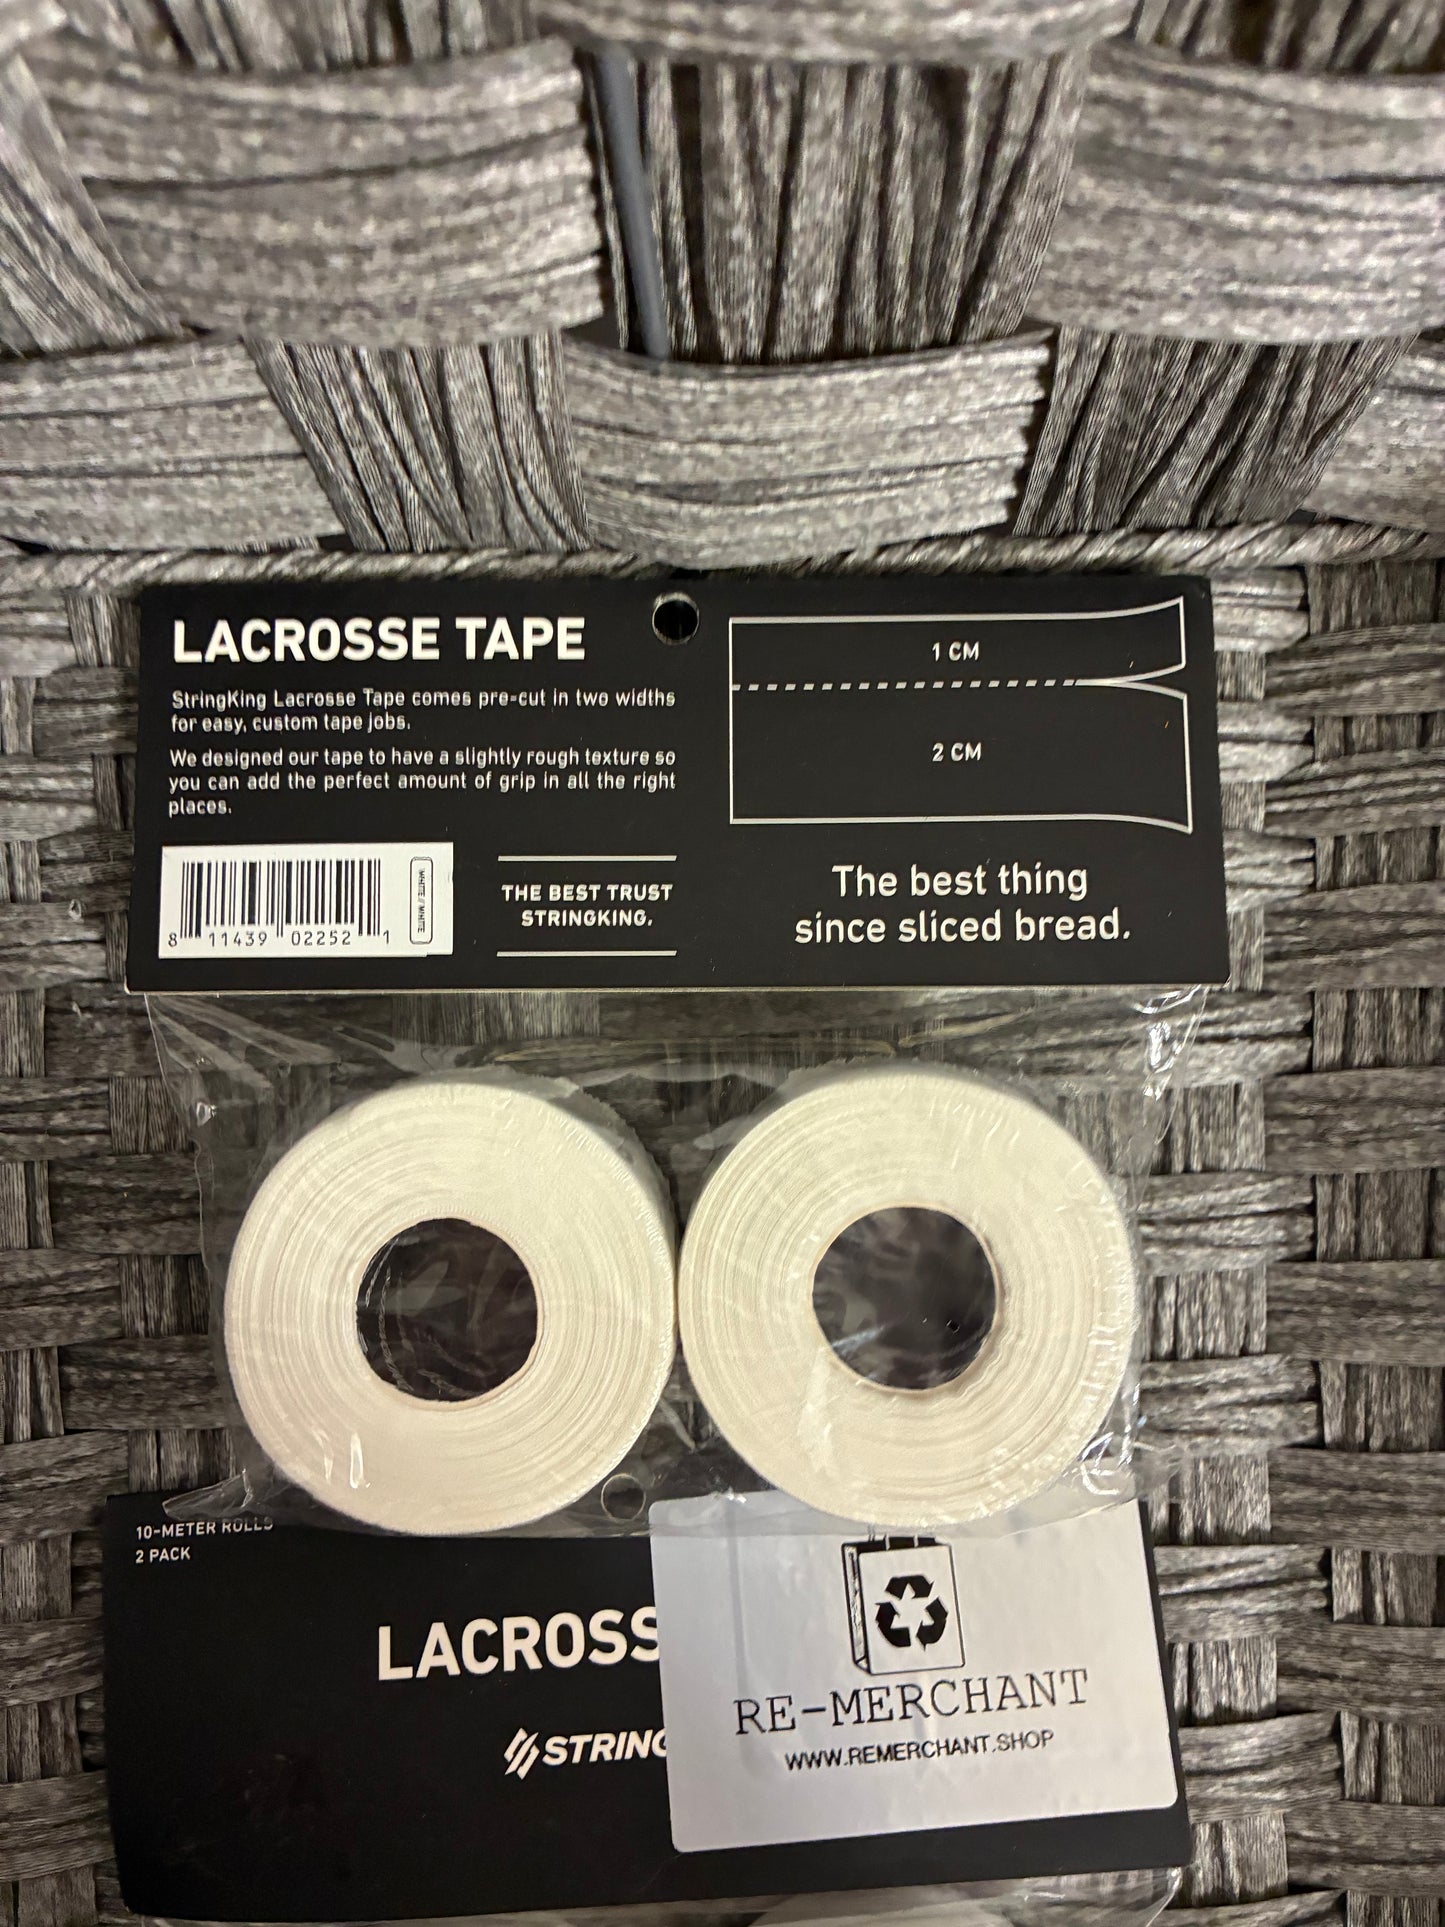 LACROSSE TAPE
StringKing Lacrosse Tape comes pre-cut in two widths
for easy, custom tape jobs.
We designed our tape to have a slightly rough texture so
you can add the perfect amount of grip in all the right
places.
8 11439 02252 1
WHITE // WHITE
THE BEST TRUST
STRINGKING.
1 CM
2 CM
The best thing
since sliced bread.
10-METER ROLLS
2 PACK
LACROSS
STRING
RE-MERCHANT
WWW.REMERCHANT.SHOP